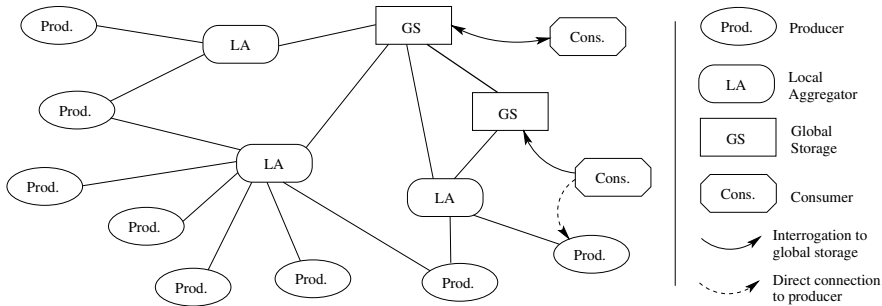 Prod.
LA
GS
Cons.
Prod.
GS
LA
Prod.
Cons.
LA
Prod.
Prod.
Prod.
Prod.
Prod.
Prod.
Producer
LA
Local
Aggregator
GS
Global
Storage
Cons.
Consumer
Interrogation to
global storage
Direct connection
to producer